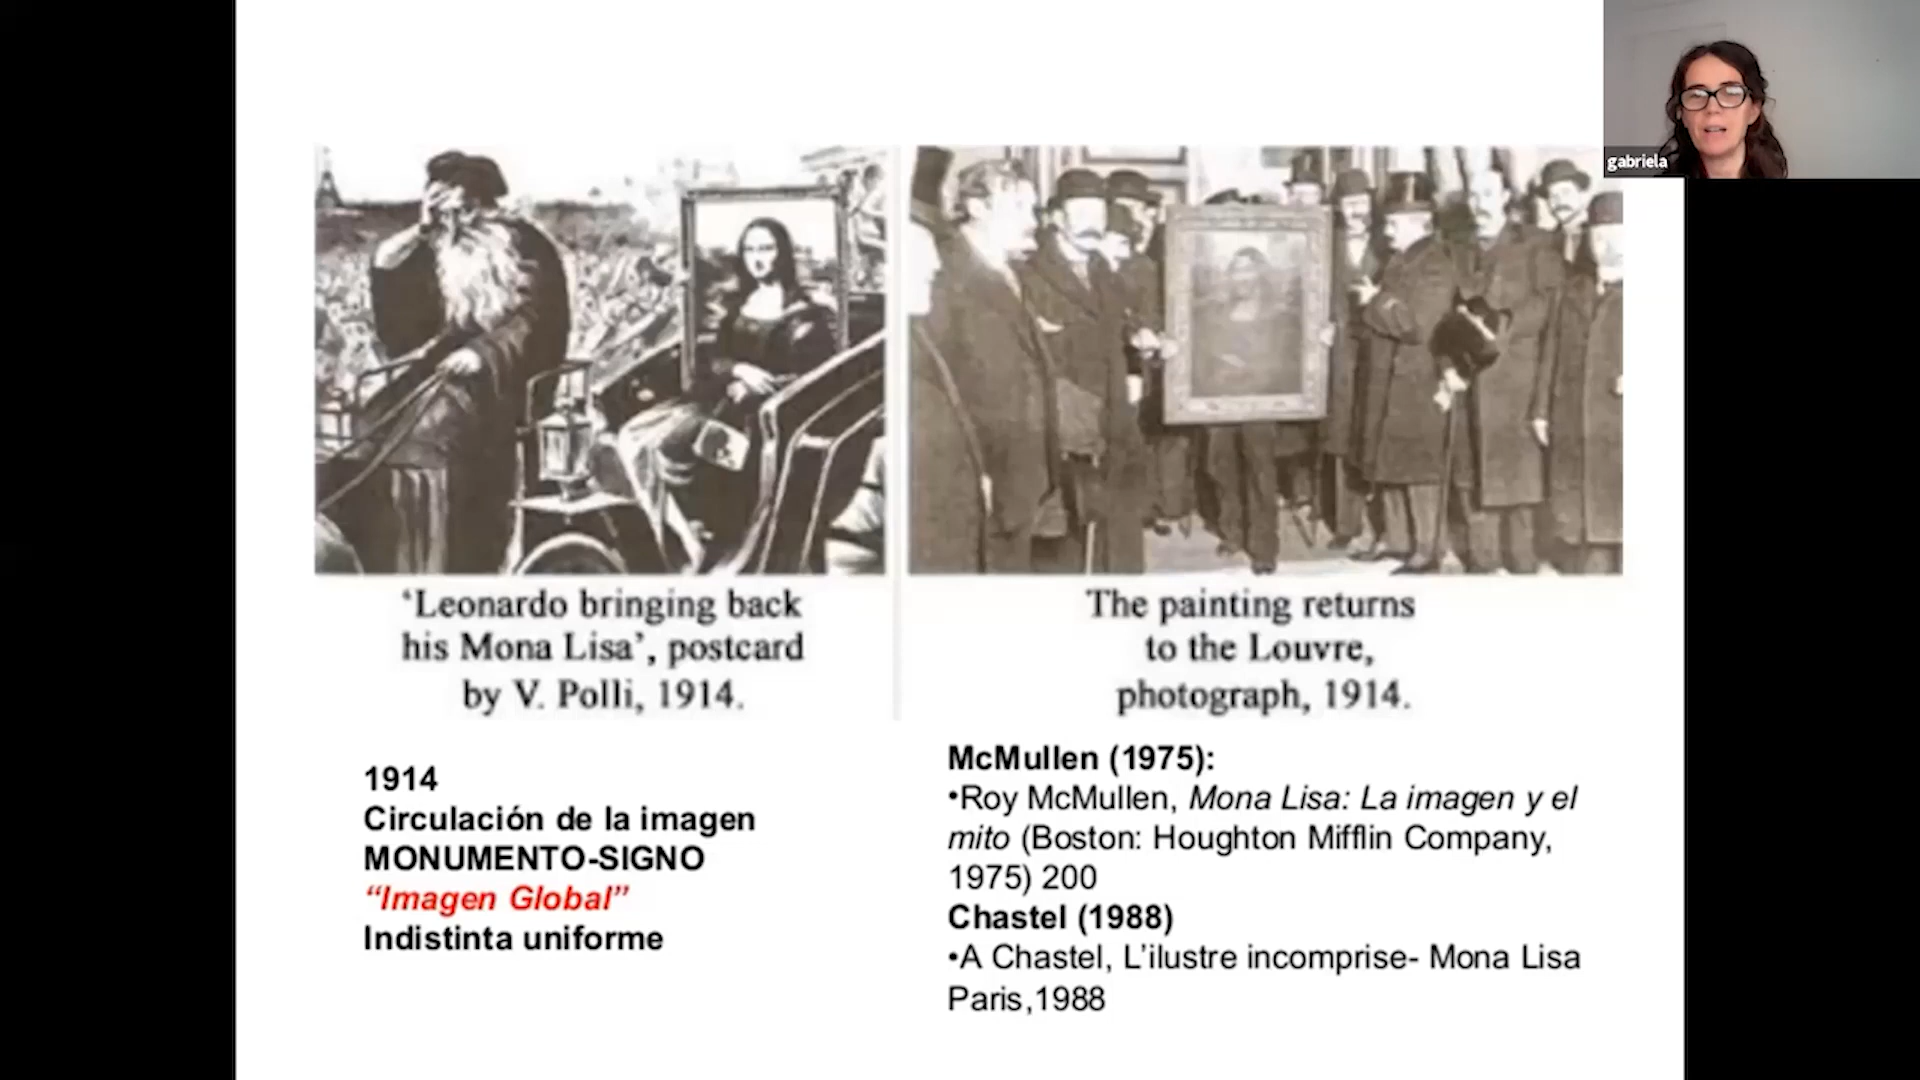 gabriela
‘Leonardo bringing back
his Mona Lisa’, postcard
by V. Polli, 1914.
The painting returns
to the Louvre,
photograph, 1914.
1914
Circulación de la imagen
MONUMENTO-SIGNO
“Imagen Global”
Indistinta uniforme
McMullen (1975):
•Roy McMullen, Mona Lisa: La imagen y el
mito (Boston: Houghton Mifflin Company,
1975) 200
Chastel (1988)
•A Chastel, L’ilustre incomprise- Mona Lisa
Paris,1988